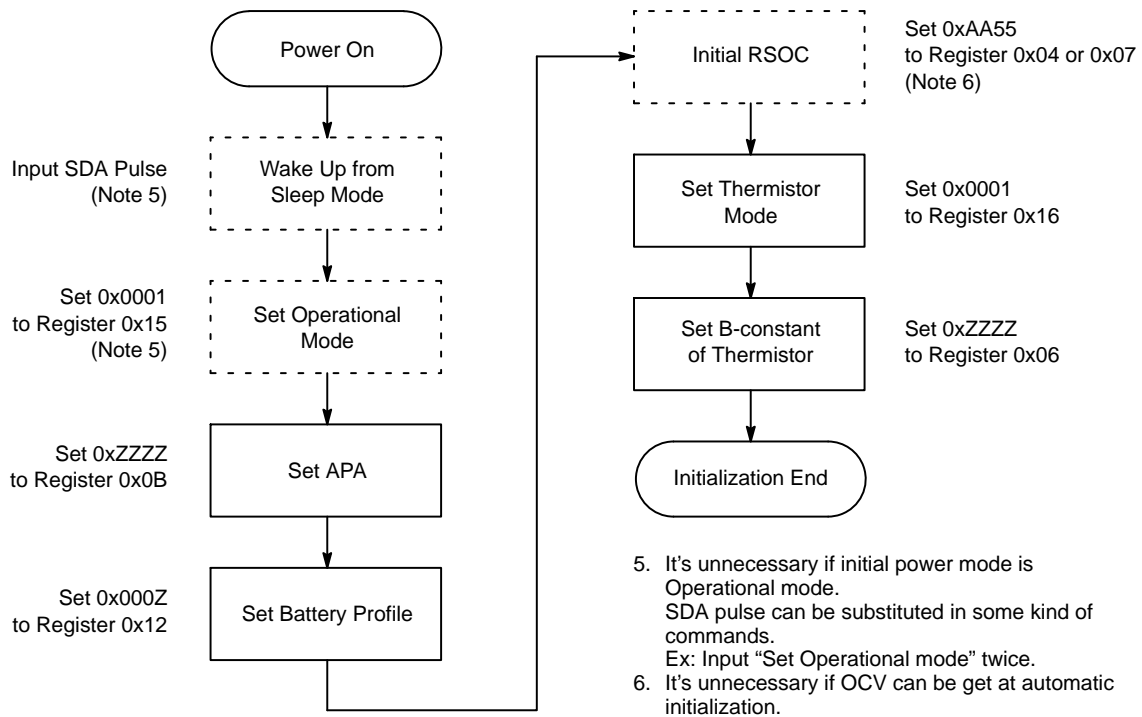 Power On
Input SDA Pulse
(Note 5)
Wake Up from
Sleep Mode
Set 0x0001
to Register 0x15
(Note 5)
Set Operational
Mode
Set 0xZZZZ
to Register 0x0B
Set APA
Set 0x000Z
to Register 0x12
Set Battery Profile
Initial RSOC
Set 0xAA55
to Register 0x04 or 0x07
(Note 6)
Set Thermistor
Mode
Set 0x0001
to Register 0x16
Set B-constant
of Thermistor
Set 0xZZZZ
to Register 0x06
Initialization End
5. It’s unnecessary if initial power mode is
Operational mode.
SDA pulse can be substituted in some kind of
commands.
Ex: Input “Set Operational mode” twice.
6. It’s unnecessary if OCV can be get at automatic
initialization.